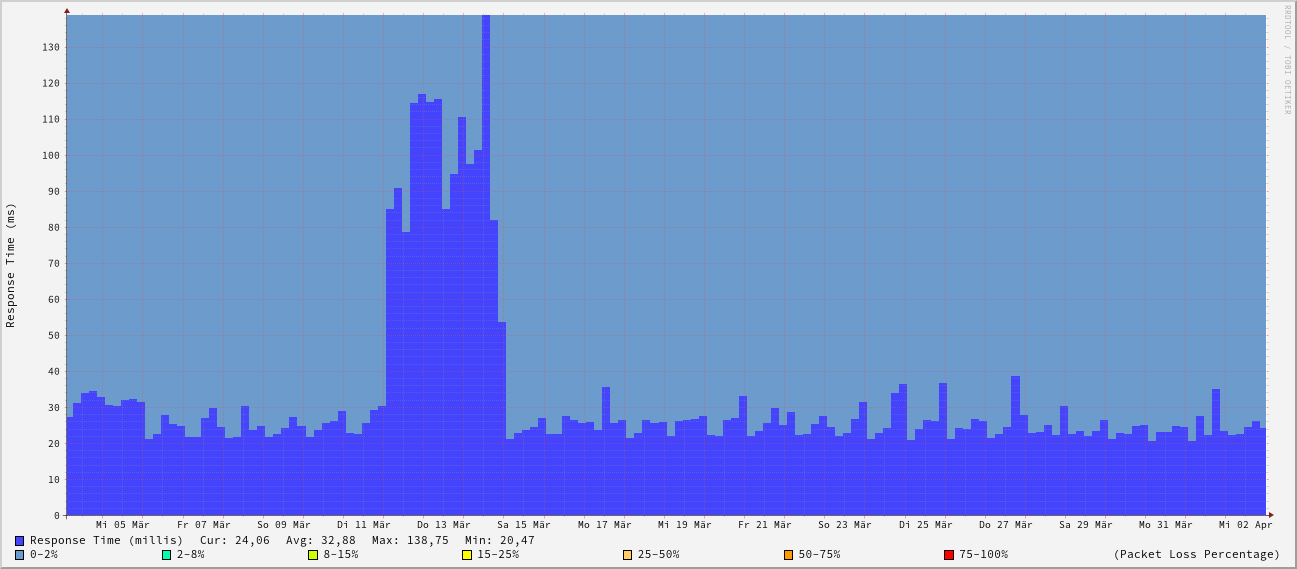 RRDTOOL / TOBI OETIKER
Response Time (ms)
130
120
110
100
90
80
70
60
50
40
30
20
10
0
Mi 05 Mär Fr 07 Mär So 09 Mär Di 11 Mär Do 13 Mär Sa 15 Mär Mo 17 Mär Mi 19 Mär Fr 21 Mär So 23 Mär Di 25 Mär Do 27 Mär Sa 29 Mär Mo 31 Mär Mi 02 Apr
Response Time (millis) Cur: 24,06 Avg: 32,88 Max: 138,75 Min: 20,47
0-2% 2-8% 8-15% 15-25% 25-50% 50-75% 75-100% (Packet Loss Percentage)